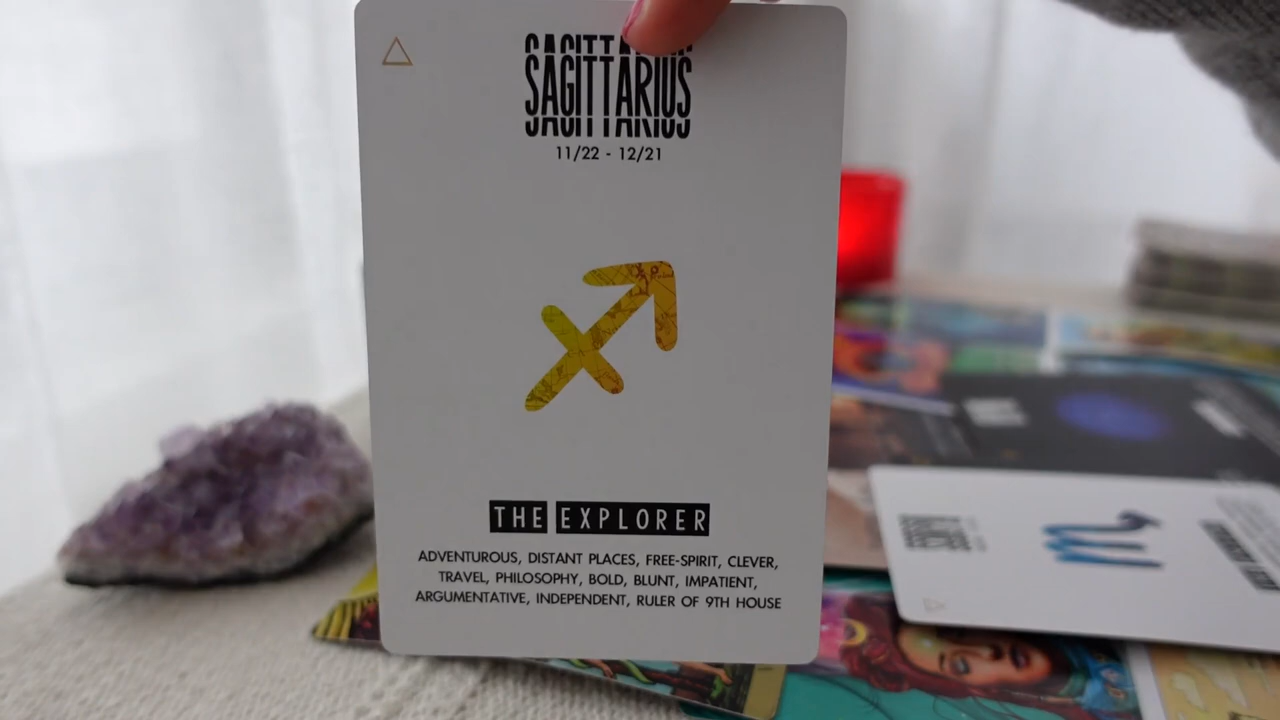 SAGITTARIUS
11/22 - 12/21
THE EXPLORER
ADVENTUROUS, DISTANT PLACES, FREE-SPIRIT, CLEVER,
TRAVEL, PHILOSOPHY, BOLD, BLUNT, IMPATIENT,
ARGUMENTATIVE, INDEPENDENT, RULER OF 9TH HOUSE